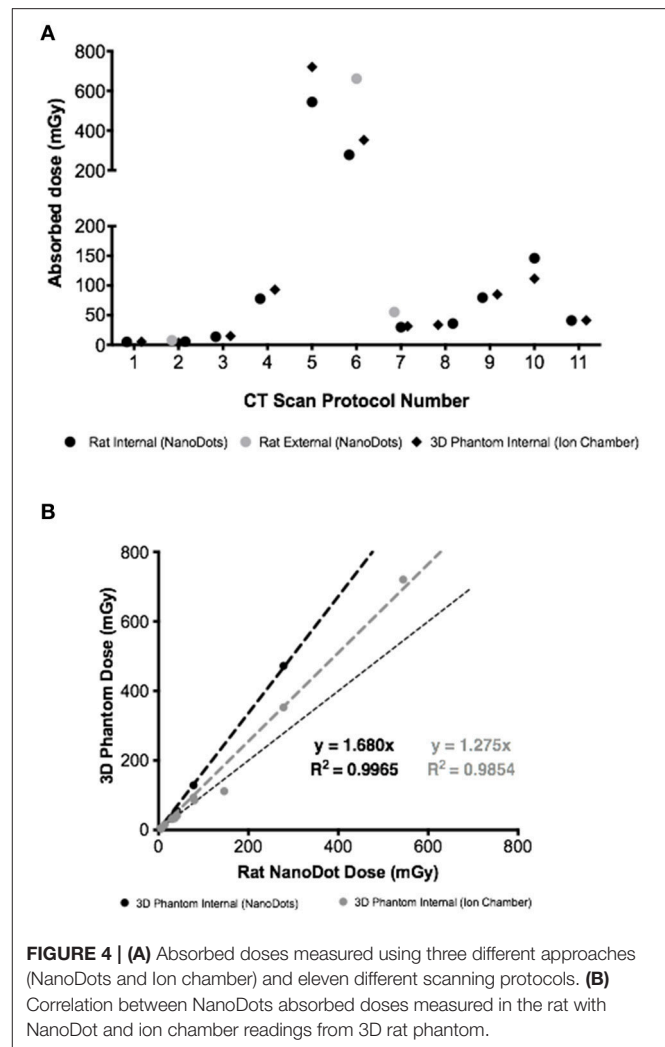 A
800
600
400
200
200
150
100
50
0
Absorbed dose (mGy)
1 2 3 4 5 6 7 8 9 10 11
CT Scan Protocol Number
Rat Internal (NanoDots) Rat External (NanoDots) 3D Phantom Internal (Ion Chamber)
B
800
600
400
200
0
3D Phantom Dose (mGy)
y = 1.680x y = 1.275x
R² = 0.9965 R² = 0.9854
0 200 400 600 800
Rat NanoDot Dose (mGy)
3D Phantom Internal (NanoDots) 3D Phantom Internal (Ion Chamber)
FIGURE 4 | (A) Absorbed doses measured using three different approaches
(NanoDots and Ion chamber) and eleven different scanning protocols. (B)
Correlation between NanoDots absorbed doses measured in the rat with
NanoDot and ion chamber readings from 3D rat phantom.